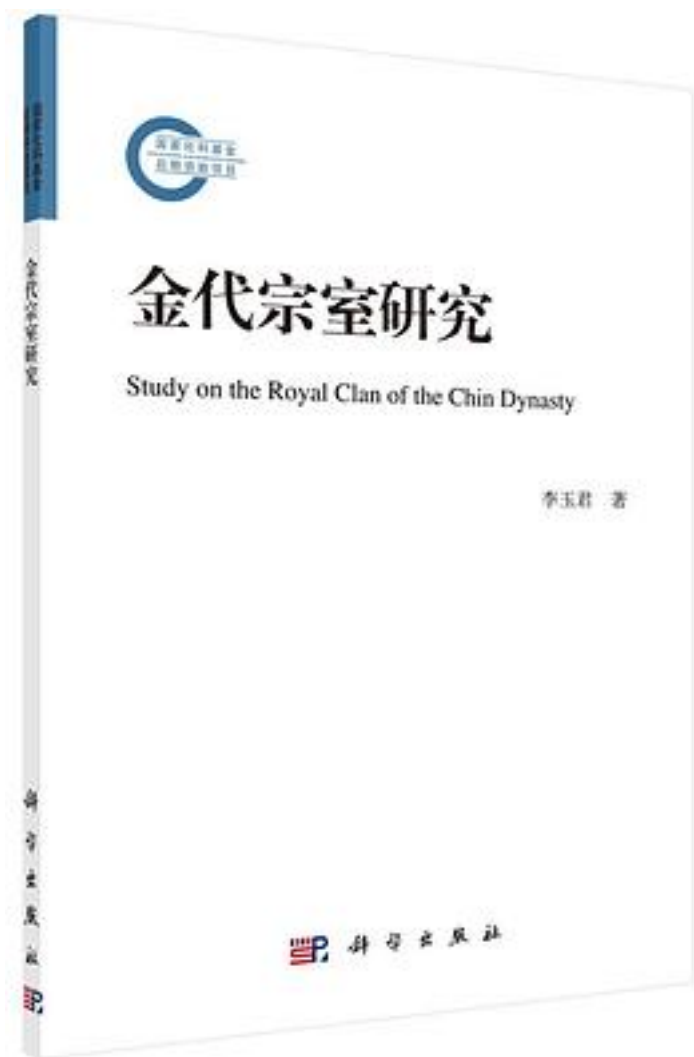 国家社科基金
后期资助项目
金代宗室研究
Study on the Royal Clan of the Chin Dynasty
李玉君 著
科学出版社
金代宗室研究
科学出版社